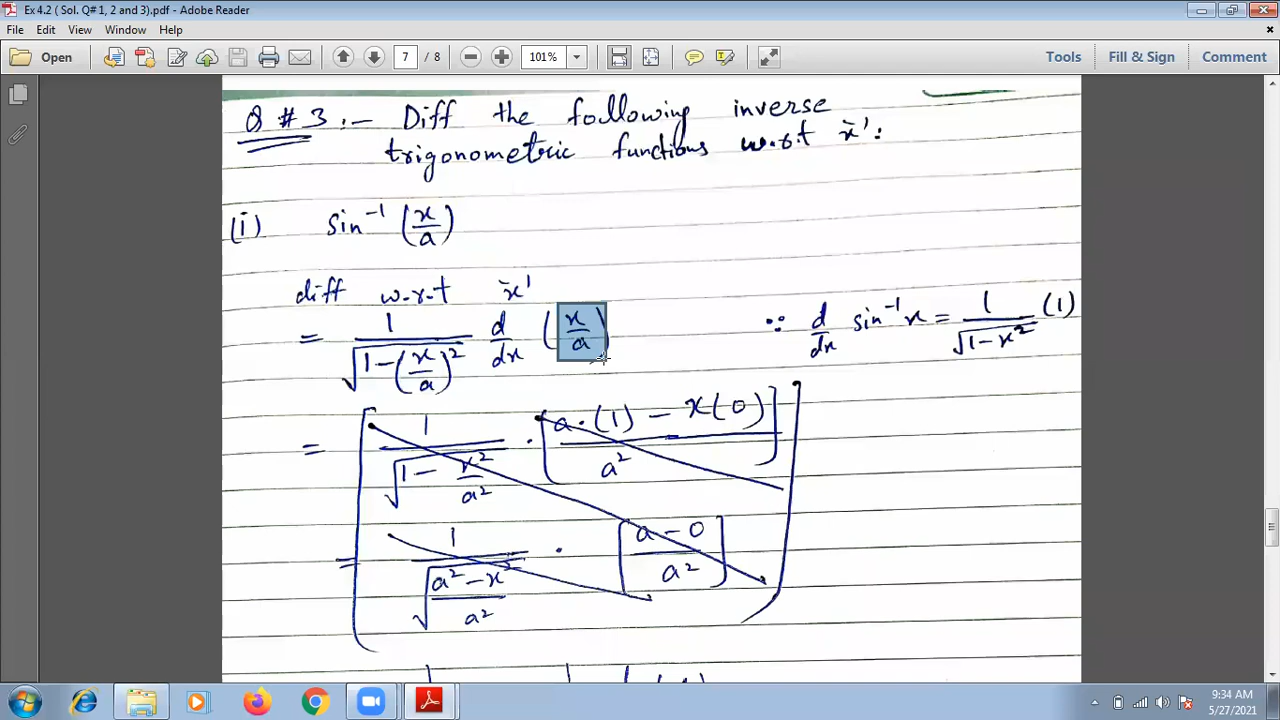 Ex 4.2 ( Sol. Q# 1, 2 and 3).pdf - Adobe Reader
File Edit View Window Help
Open 7 / 8 101% Tools Fill & Sign Comment
Q # 3 :- Diff the following inverse
trigonometric functions w.r.t 'x':
(i) sin⁻¹ (x/a)
diff w.r.t 'x'
= 1/√(1-(x/a)²) d/dx (x/a) ∵ d/dx sin⁻¹x = 1/√(1-x²) (1)
= [1/√(1 - x²/a²) · [(a·(1) - x(0))/a²]
= 1/√((a²-x²)/a²) · [(a-0)/a²]]
9:34 AM
5/27/2021